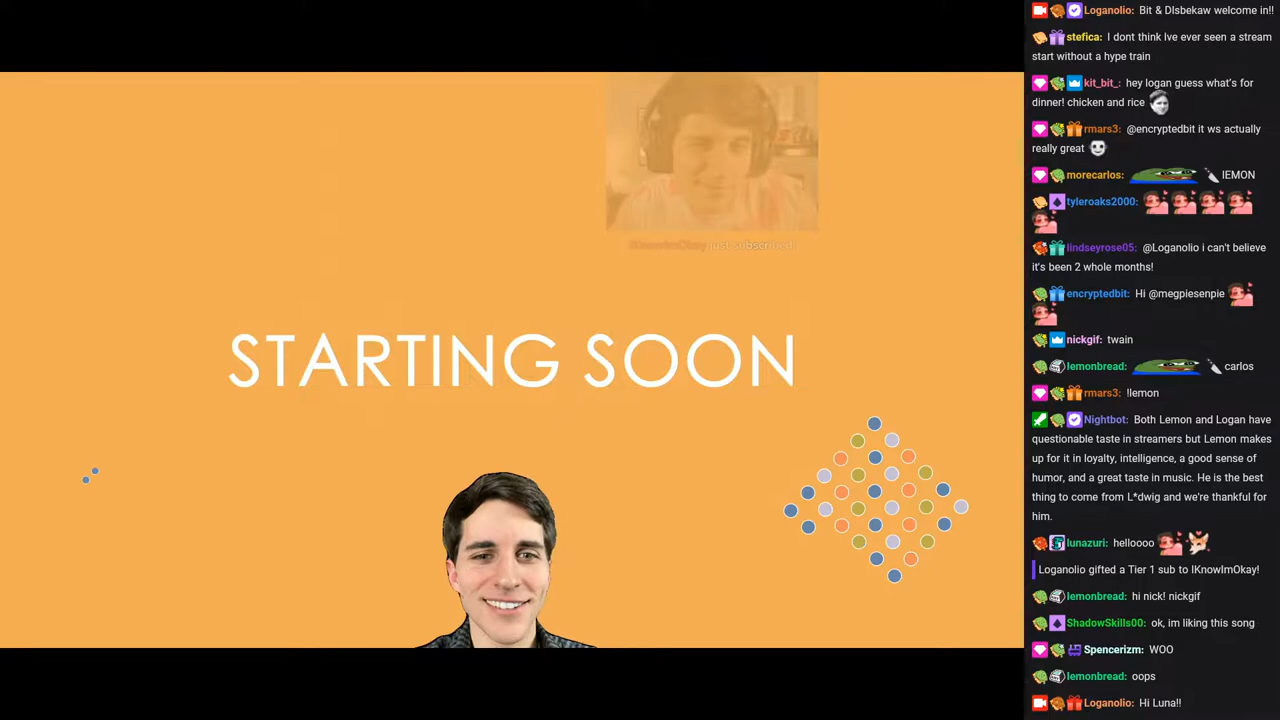 IKnowImOkay just subscribed!
STARTING SOON
Loganolio: Bit & DIsbekaw welcome in!!
stefica: I dont think Ive ever seen a stream
start without a hype train
kit_bit_: hey logan guess what's for
dinner! chicken and rice
rmars3: @encryptedbit it ws actually
really great
morecarlos: lEMON
tyleroaks2000:
lindseyrose05: @Loganolio i can't believe
it's been 2 whole months!
encryptedbit: Hi @megpiesenpie
nickgif: twain
lemonbread: carlos
rmars3: !lemon
Nightbot: Both Lemon and Logan have
questionable taste in streamers but Lemon makes
up for it in loyalty, intelligence, a good sense of
humor, and a great taste in music. He is the best
thing to come from L*dwig and we're thankful for
him.
lunazuri: helloooo
Loganolio gifted a Tier 1 sub to IKnowImOkay!
lemonbread: hi nick! nickgif
ShadowSkills00: ok, im liking this song
Spencerizm: WOO
lemonbread: oops
Loganolio: Hi Luna!!